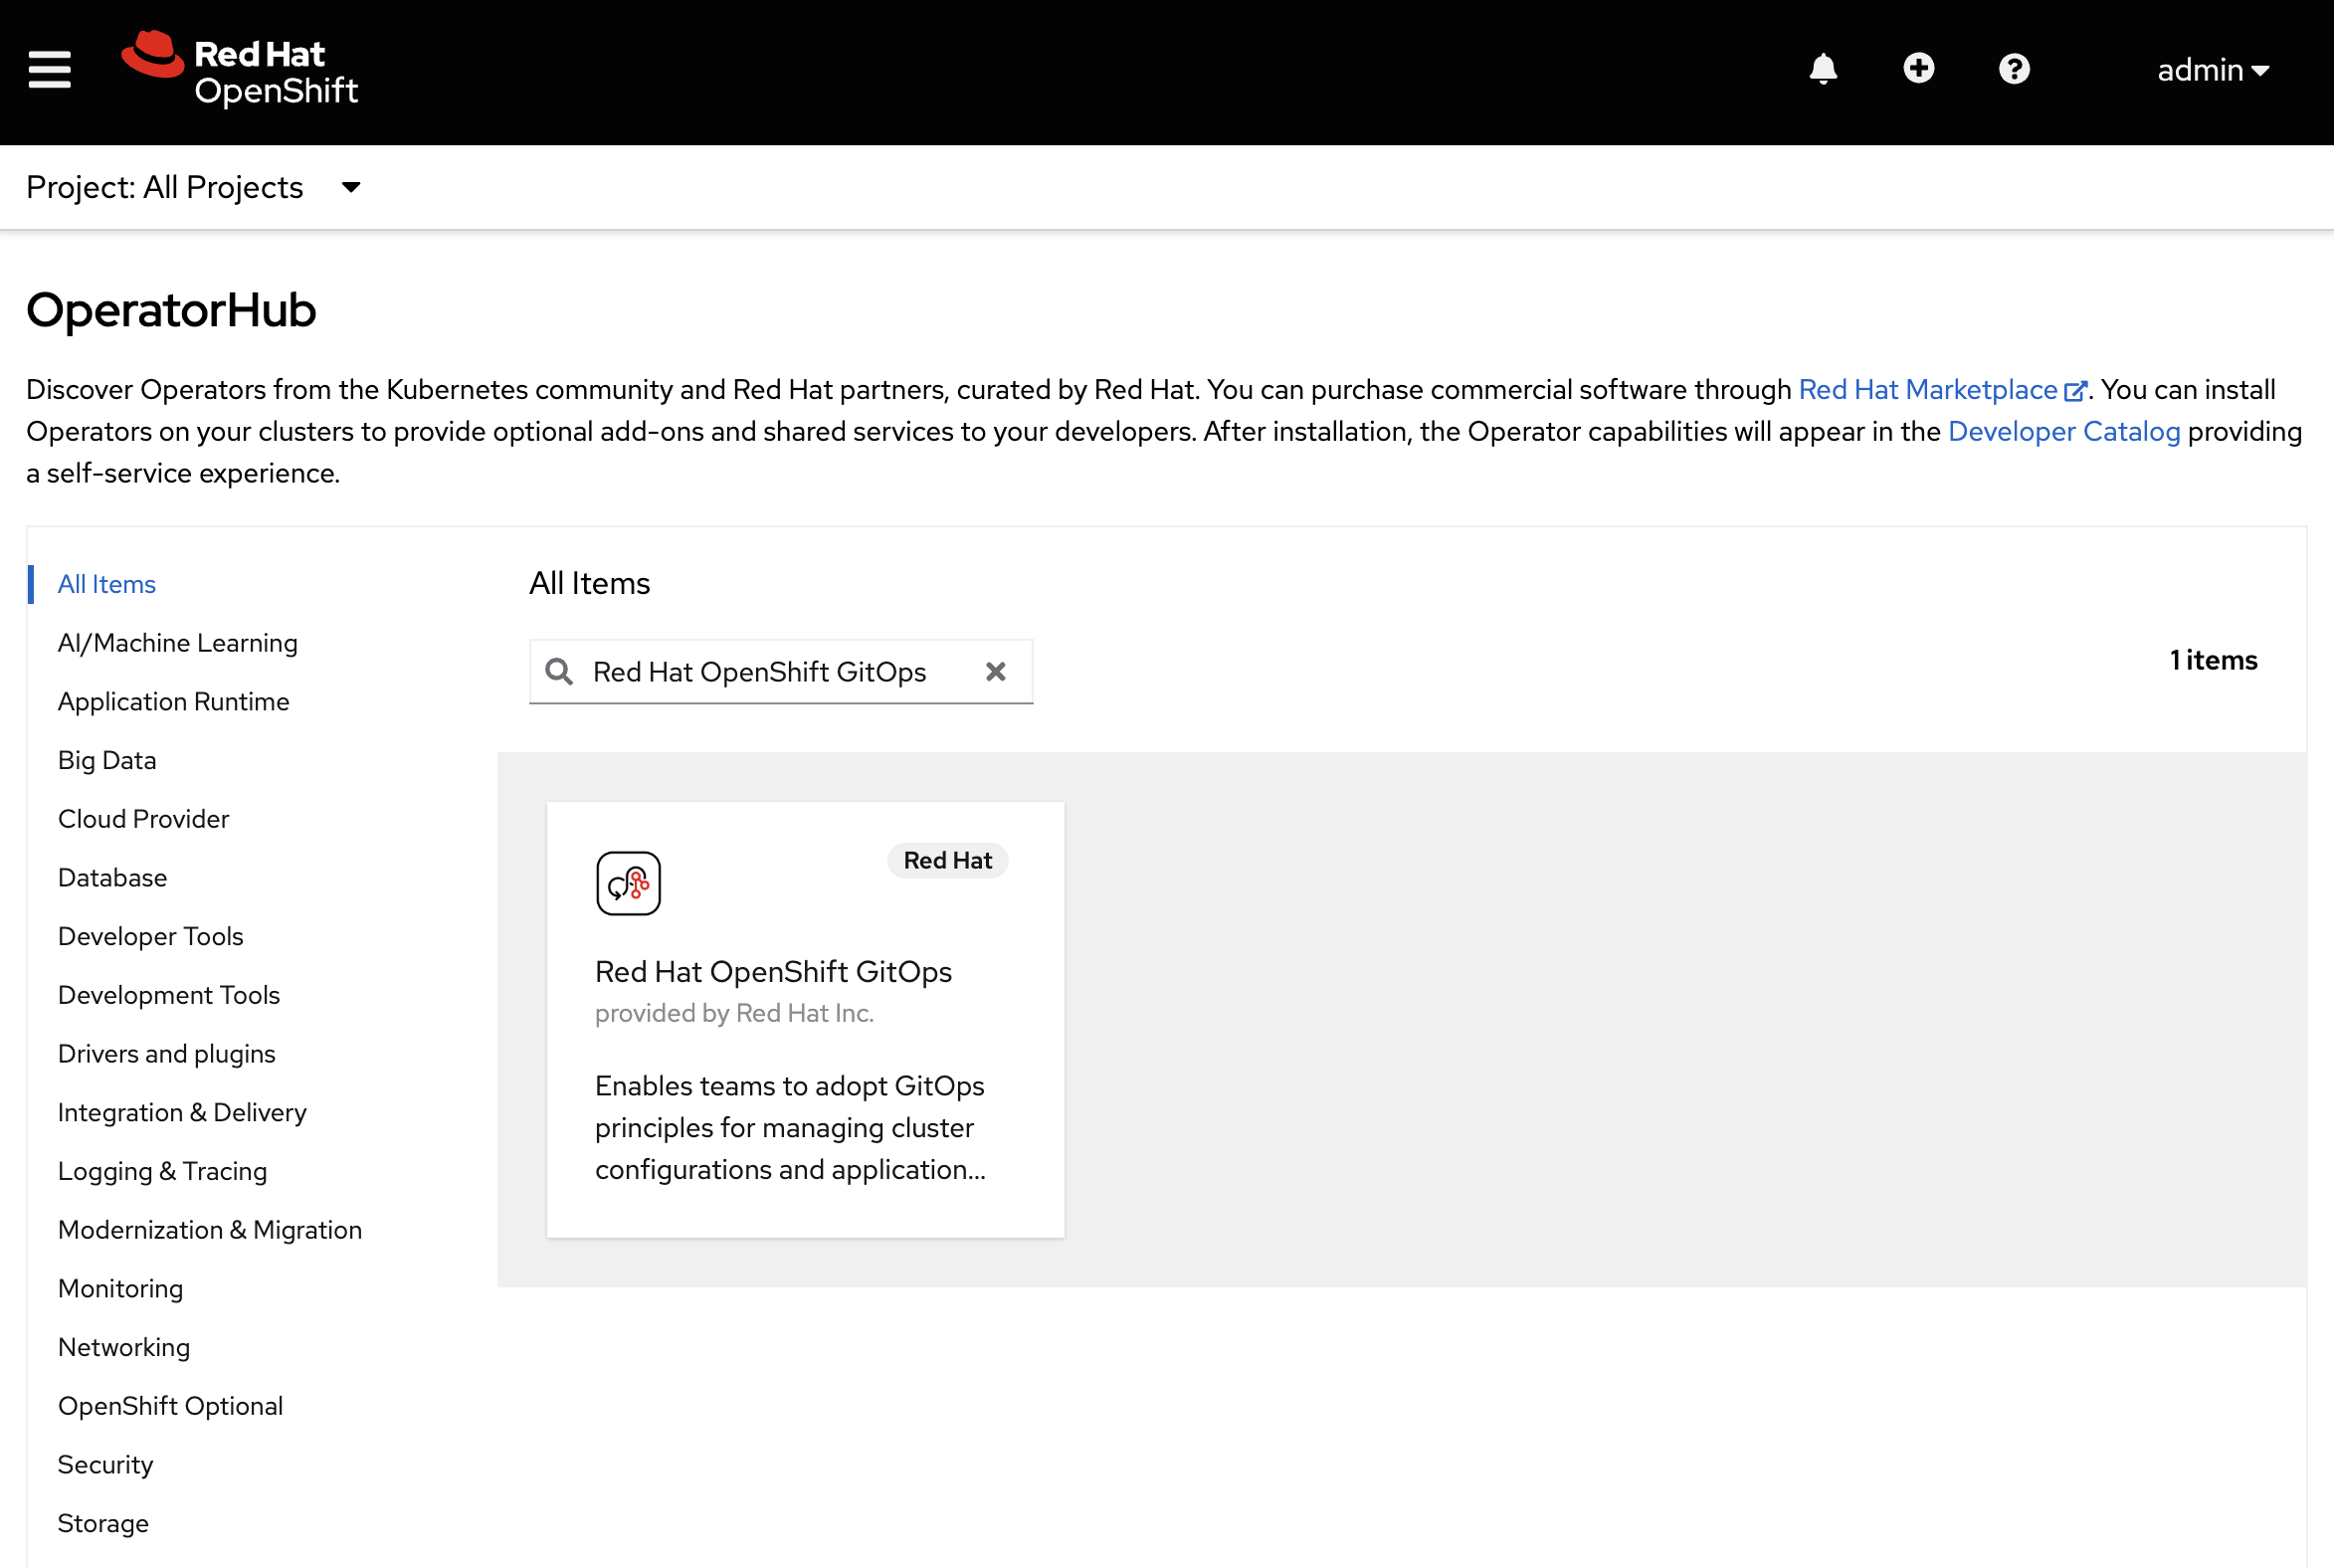 Red Hat
OpenShift
admin
Project: All Projects
OperatorHub
Discover Operators from the Kubernetes community and Red Hat partners, curated by Red Hat. You can purchase commercial software through Red Hat Marketplace. You can install
Operators on your clusters to provide optional add-ons and shared services to your developers. After installation, the Operator capabilities will appear in the Developer Catalog providing
a self-service experience.
All Items
AI/Machine Learning
Application Runtime
Big Data
Cloud Provider
Database
Developer Tools
Development Tools
Drivers and plugins
Integration & Delivery
Logging & Tracing
Modernization & Migration
Monitoring
Networking
OpenShift Optional
Security
Storage
All Items
Red Hat OpenShift GitOps
1 items
Red Hat
Red Hat OpenShift GitOps
provided by Red Hat Inc.
Enables teams to adopt GitOps
principles for managing cluster
configurations and application...